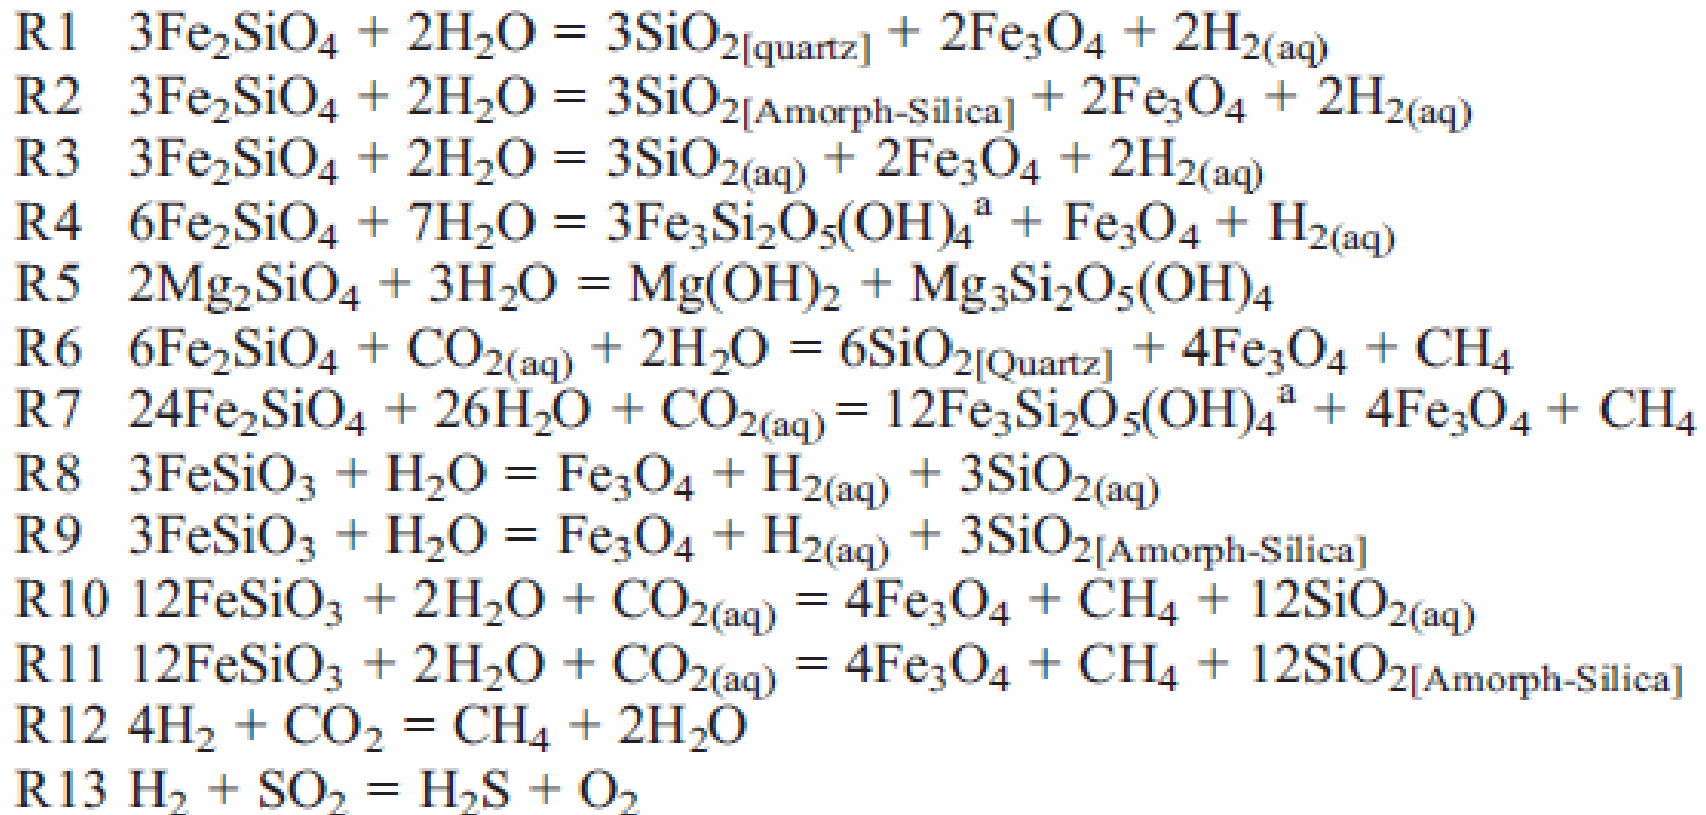 R1 3Fe₂SiO₄ + 2H₂O = 3SiO₂[quartz] + 2Fe₃O₄ + 2H₂(aq)
R2 3Fe₂SiO₄ + 2H₂O = 3SiO₂[Amorph-Silica] + 2Fe₃O₄ + 2H₂(aq)
R3 3Fe₂SiO₄ + 2H₂O = 3SiO₂(aq) + 2Fe₃O₄ + 2H₂(aq)
R4 6Fe₂SiO₄ + 7H₂O = 3Fe₃Si₂O₅(OH)₄ᵃ + Fe₃O₄ + H₂(aq)
R5 2Mg₂SiO₄ + 3H₂O = Mg(OH)₂ + Mg₃Si₂O₅(OH)₄
R6 6Fe₂SiO₄ + CO₂(aq) + 2H₂O = 6SiO₂[Quartz] + 4Fe₃O₄ + CH₄
R7 24Fe₂SiO₄ + 26H₂O + CO₂(aq) = 12Fe₃Si₂O₅(OH)₄ᵃ + 4Fe₃O₄ + CH₄
R8 3FeSiO₃ + H₂O = Fe₃O₄ + H₂(aq) + 3SiO₂(aq)
R9 3FeSiO₃ + H₂O = Fe₃O₄ + H₂(aq) + 3SiO₂[Amorph-Silica]
R10 12FeSiO₃ + 2H₂O + CO₂(aq) = 4Fe₃O₄ + CH₄ + 12SiO₂(aq)
R11 12FeSiO₃ + 2H₂O + CO₂(aq) = 4Fe₃O₄ + CH₄ + 12SiO₂[Amorph-Silica]
R12 4H₂ + CO₂ = CH₄ + 2H₂O
R13 H₂ + SO₂ = H₂S + O₂